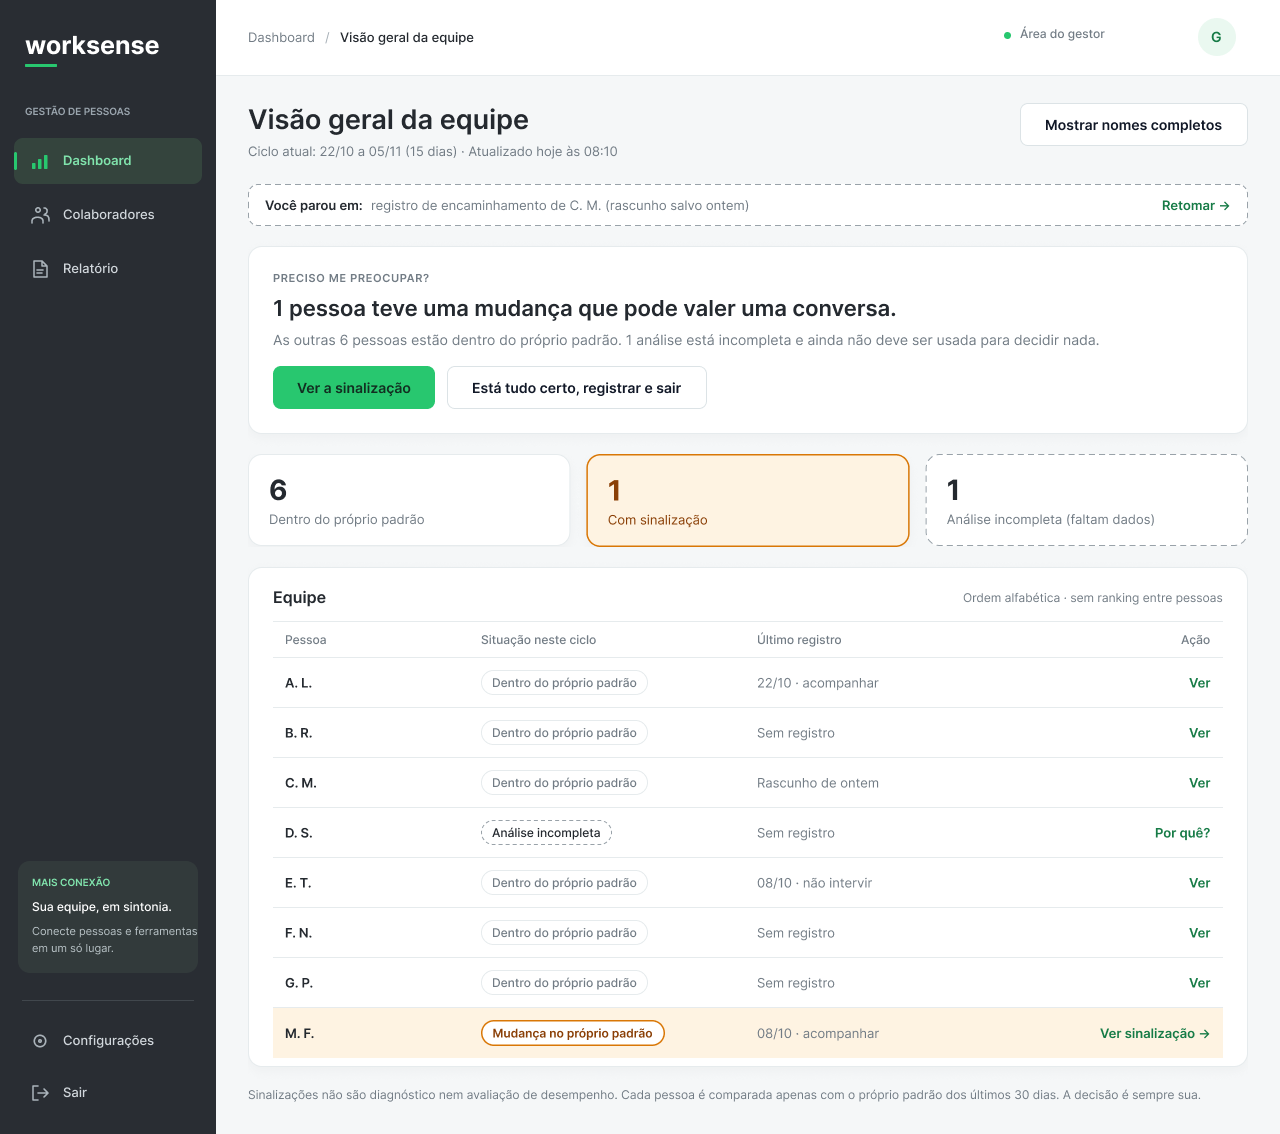 worksense
GESTÃO DE PESSOAS
Dashboard
Colaboradores
Relatório
MAIS CONEXÃO
Sua equipe, em sintonia.
Conecte pessoas e ferramentas
em um só lugar.
Configurações
Sair
Dashboard / Visão geral da equipe
Área do gestor
G
Visão geral da equipe
Ciclo atual: 22/10 a 05/11 (15 dias) · Atualizado hoje às 08:10
Mostrar nomes completos
Você parou em: registro de encaminhamento de C. M. (rascunho salvo ontem) Retomar →
PRECISO ME PREOCUPAR?
1 pessoa teve uma mudança que pode valer uma conversa.
As outras 6 pessoas estão dentro do próprio padrão. 1 análise está incompleta e ainda não deve ser usada para decidir nada.
Ver a sinalização
Está tudo certo, registrar e sair
6
Dentro do próprio padrão
1
Com sinalização
1
Análise incompleta (faltam dados)
Equipe
Ordem alfabética · sem ranking entre pessoas
Pessoa Situação neste ciclo Último registro Ação
A. L. Dentro do próprio padrão 22/10 · acompanhar Ver
B. R. Dentro do próprio padrão Sem registro Ver
C. M. Dentro do próprio padrão Rascunho de ontem Ver
D. S. Análise incompleta Sem registro Por quê?
E. T. Dentro do próprio padrão 08/10 · não intervir Ver
F. N. Dentro do próprio padrão Sem registro Ver
G. P. Dentro do próprio padrão Sem registro Ver
M. F. Mudança no próprio padrão 08/10 · acompanhar Ver sinalização →
Sinalizações não são diagnóstico nem avaliação de desempenho. Cada pessoa é comparada apenas com o próprio padrão dos últimos 30 dias. A decisão é sempre sua.